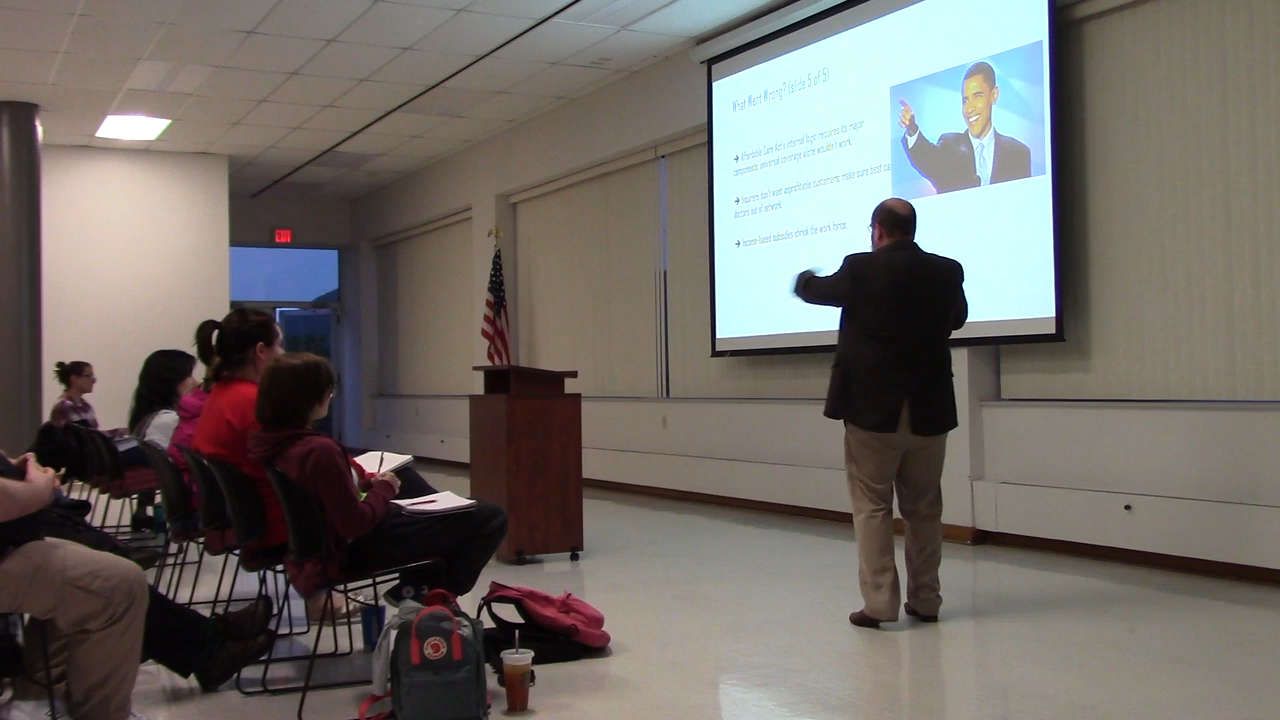 What Went Wrong? (slide 5 of 5)
➔ Affordable Care Act's internal logic requires its major
components: universal coverage alone wouldn't work.
➔ Insurers don't want unprofitable customers: make sure best ca
doctors out of network.
➔ Income-based subsidies shrink the work force.
EXIT